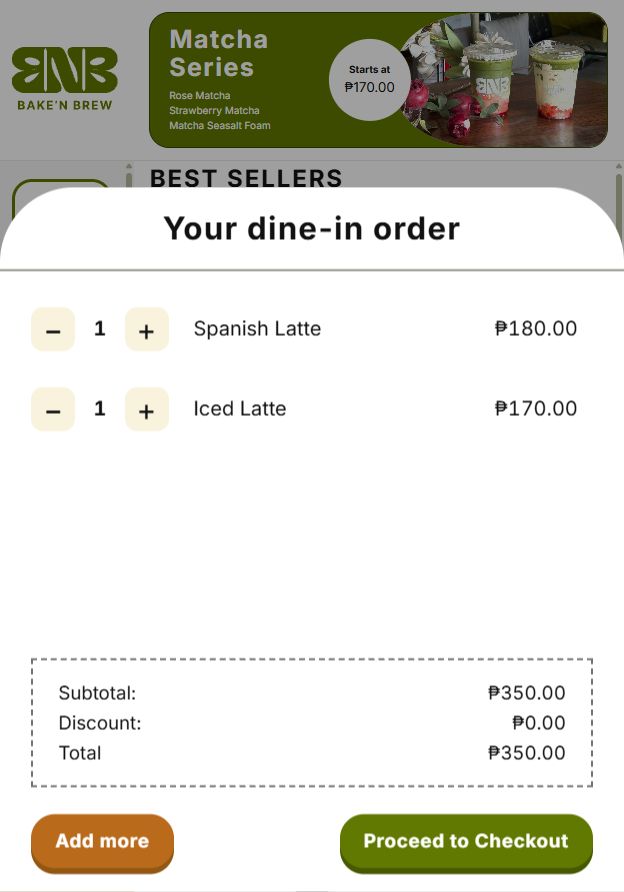 Matcha
Series
Rose Matcha
Strawberry Matcha
Matcha Seasalt Foam
Starts at
₱170.00
BNB
BAKE'N BREW
BNB
BEST SELLERS
Your dine-in order
− 1 + Spanish Latte ₱180.00
− 1 + Iced Latte ₱170.00
Subtotal: ₱350.00
Discount: ₱0.00
Total ₱350.00
Add more
Proceed to Checkout